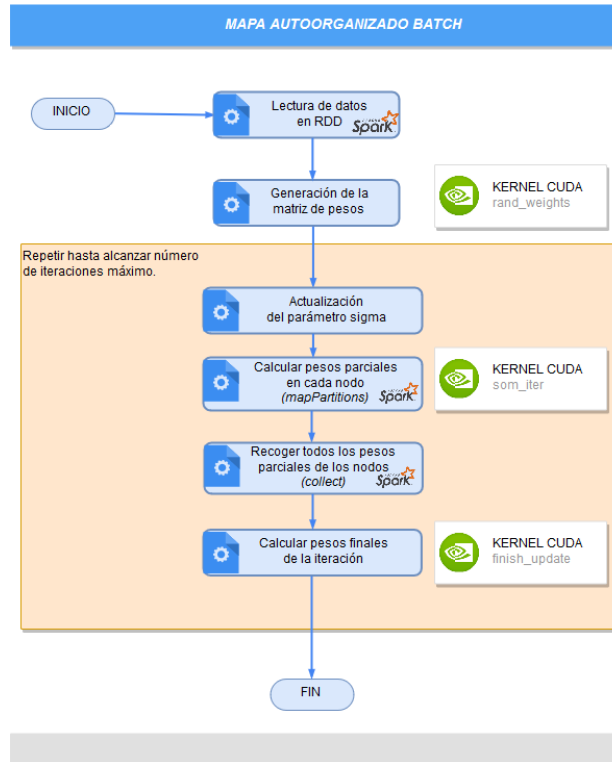 MAPA AUTOORGANIZADO BATCH
INICIO
Lectura de datos
en RDD
Spark
Generación de la
matriz de pesos
KERNEL CUDA
rand_weights
Repetir hasta alcanzar número
de iteraciones máximo.
Actualización
del parámetro sigma
Calcular pesos parciales
en cada nodo
(mapPartitions)
Spark
KERNEL CUDA
som_iter
Recoger todos los pesos
parciales de los nodos
(collect)
Spark
Calcular pesos finales
de la iteración
KERNEL CUDA
finish_update
FIN